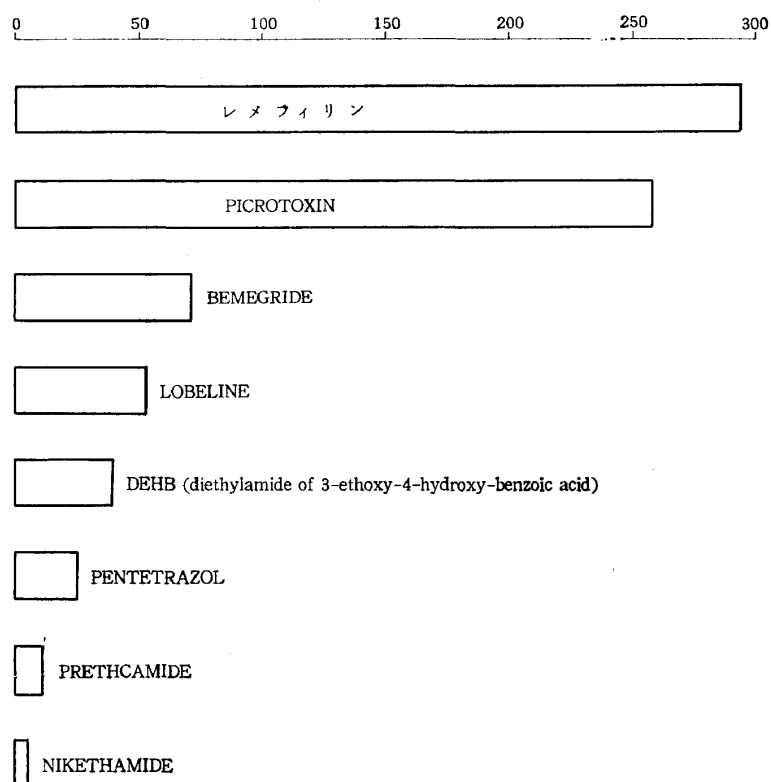 0 50 100 150 200 250 300
レメフィリン
PICROTOXIN
BEMEGRIDE
LOBELINE
DEHB (diethylamide of 3-ethoxy-4-hydroxy-benzoic acid)
PENTETRAZOL
PRETHCAMIDE
NIKETHAMIDE